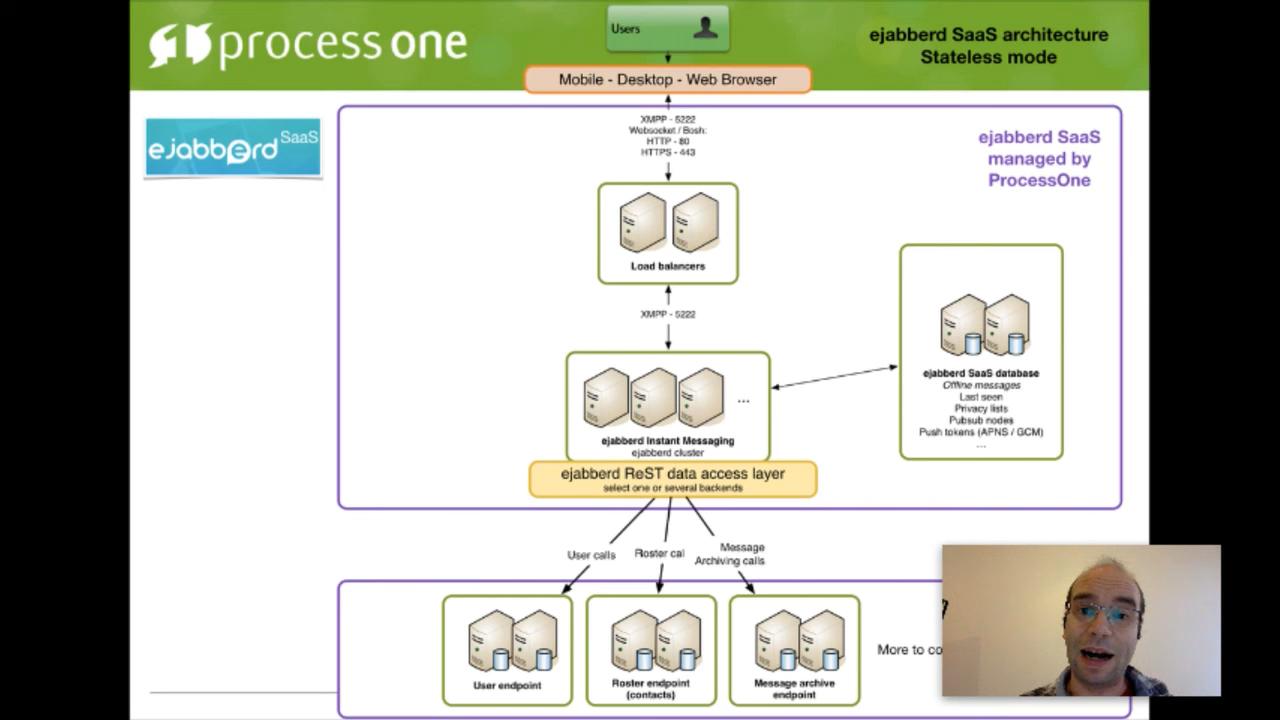 process one
Users
ejabberd SaaS architecture
Stateless mode
Mobile - Desktop - Web Browser
ejabberd SaaS
XMPP - 5222
Websocket / Bosh:
HTTP - 80
HTTPS - 443
ejabberd SaaS
managed by
ProcessOne
Load balancers
XMPP - 5222
ejabberd SaaS database
Offline messages
Last seen
Privacy lists
Pubsub nodes
Push tokens (APNS / GCM)
...
...
ejabberd Instant Messaging
ejabberd cluster
ejabberd ReST data access layer
select one or several backends
User calls
Roster cal
Message
Archiving calls
User endpoint
Roster endpoint
(contacts)
Message archive
endpoint
More to co